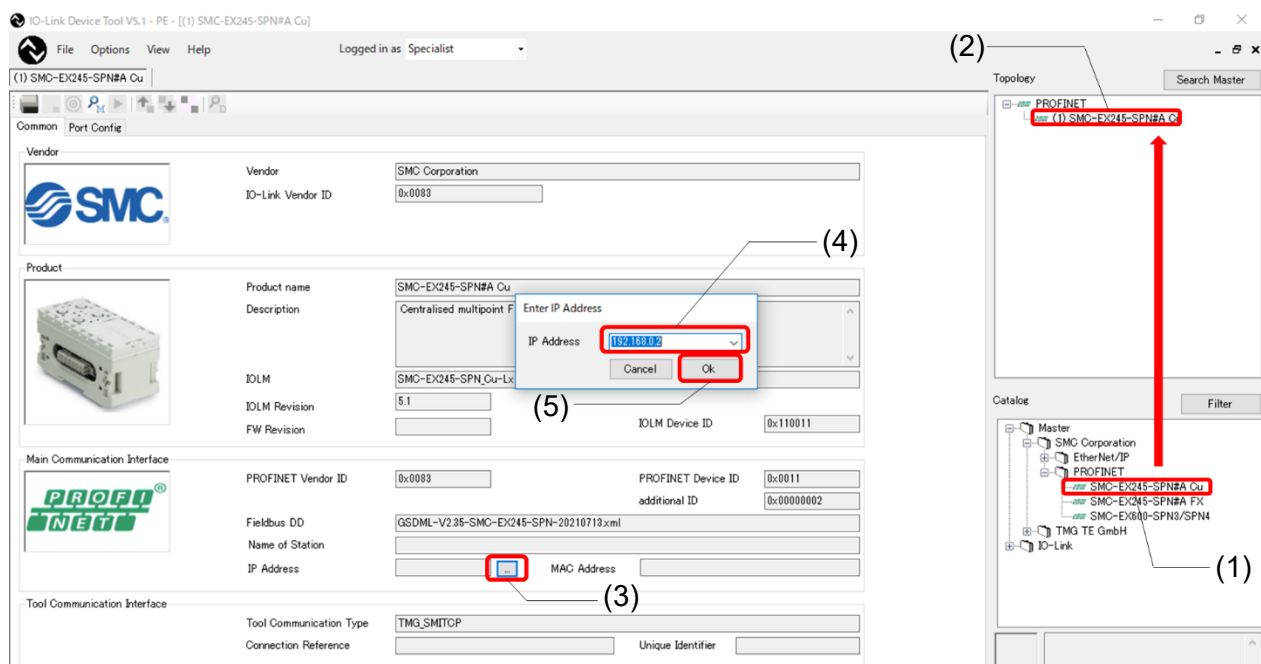 IO-Link Device Tool V5.1 - PE - [(1) SMC-EX245-SPN#A Cu]
File Options View Help Logged in as Specialist
(2)
(1) SMC-EX245-SPN#A Cu
Topology
Search Master
PROFINET
(1) SMC-EX245-SPN#A Cu
Common Port Config
Vendor
SMC
Vendor SMC Corporation
IO-Link Vendor ID 0x0083
(4)
Product
Product name SMC-EX245-SPN#A Cu
Description Centralised multipoint F
Enter IP Address
IP Address 192.168.0.2
Cancel Ok
(5)
IOLM SMC-EX245-SPN_Cu-Lx
IOLM Revision 5.1
FW Revision
IOLM Device ID 0x110011
Catalog
Filter
Master
SMC Corporation
EtherNet/IP
PROFINET
SMC-EX245-SPN#A Cu
SMC-EX245-SPN#A FX
SMC-EX600-SPN3/SPN4
TMG TE GmbH
IO-Link
(1)
Main Communication Interface
PROFI
NET
®
PROFINET Vendor ID 0x0083
PROFINET Device ID 0x0011
additional ID 0x00000002
Fieldbus DD GSDML-V2.35-SMC-EX245-SPN-20210713.xml
Name of Station
IP Address ... MAC Address
(3)
Tool Communication Interface
Tool Communication Type TMG_SMITCP
Connection Reference Unique Identifier